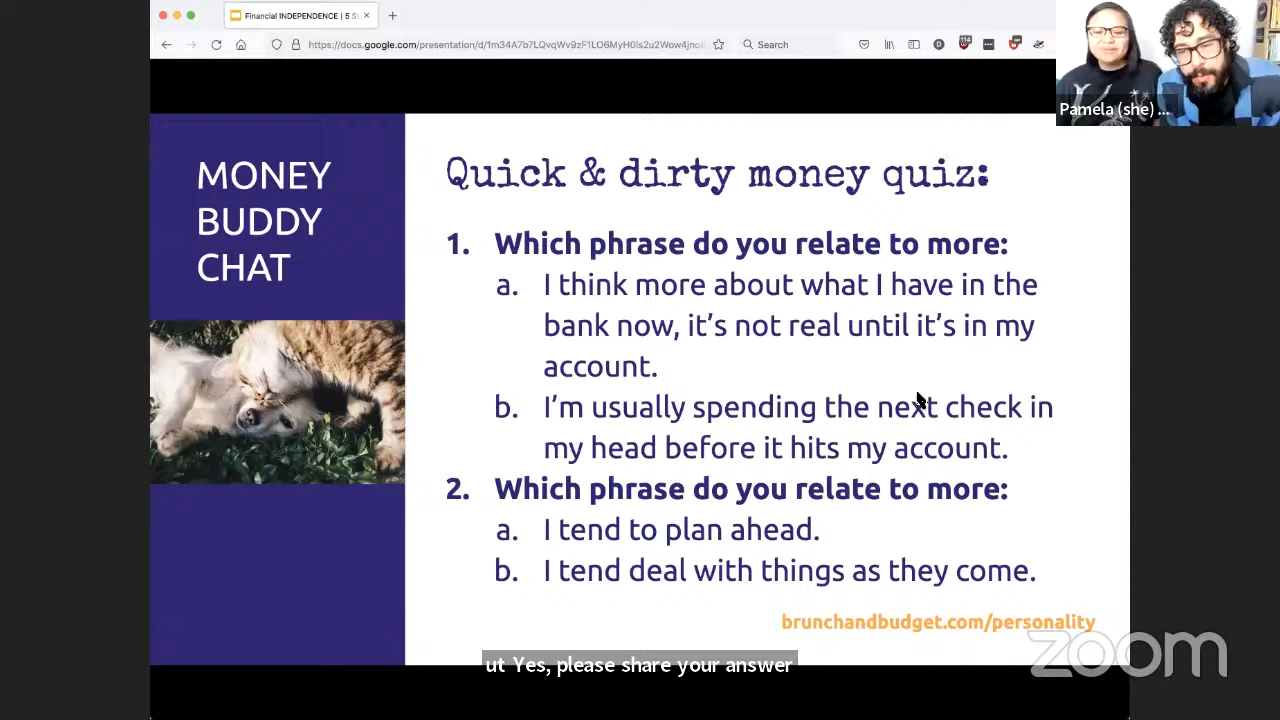 Financial INDEPENDENCE | 5 St
https://docs.google.com/presentation/d/1m34A7b7LQvqWv9zF1LO6MyH0ls2u2Wow4jnol
Search
114
Pamela (she) ...
MONEY
BUDDY
CHAT
Quick & dirty money quiz:
1. Which phrase do you relate to more:
a. I think more about what I have in the
bank now, it’s not real until it’s in my
account.
b. I’m usually spending the next check in
my head before it hits my account.
2. Which phrase do you relate to more:
a. I tend to plan ahead.
b. I tend deal with things as they come.
brunchandbudget.com/personality
zoom
ut Yes, please share your answer